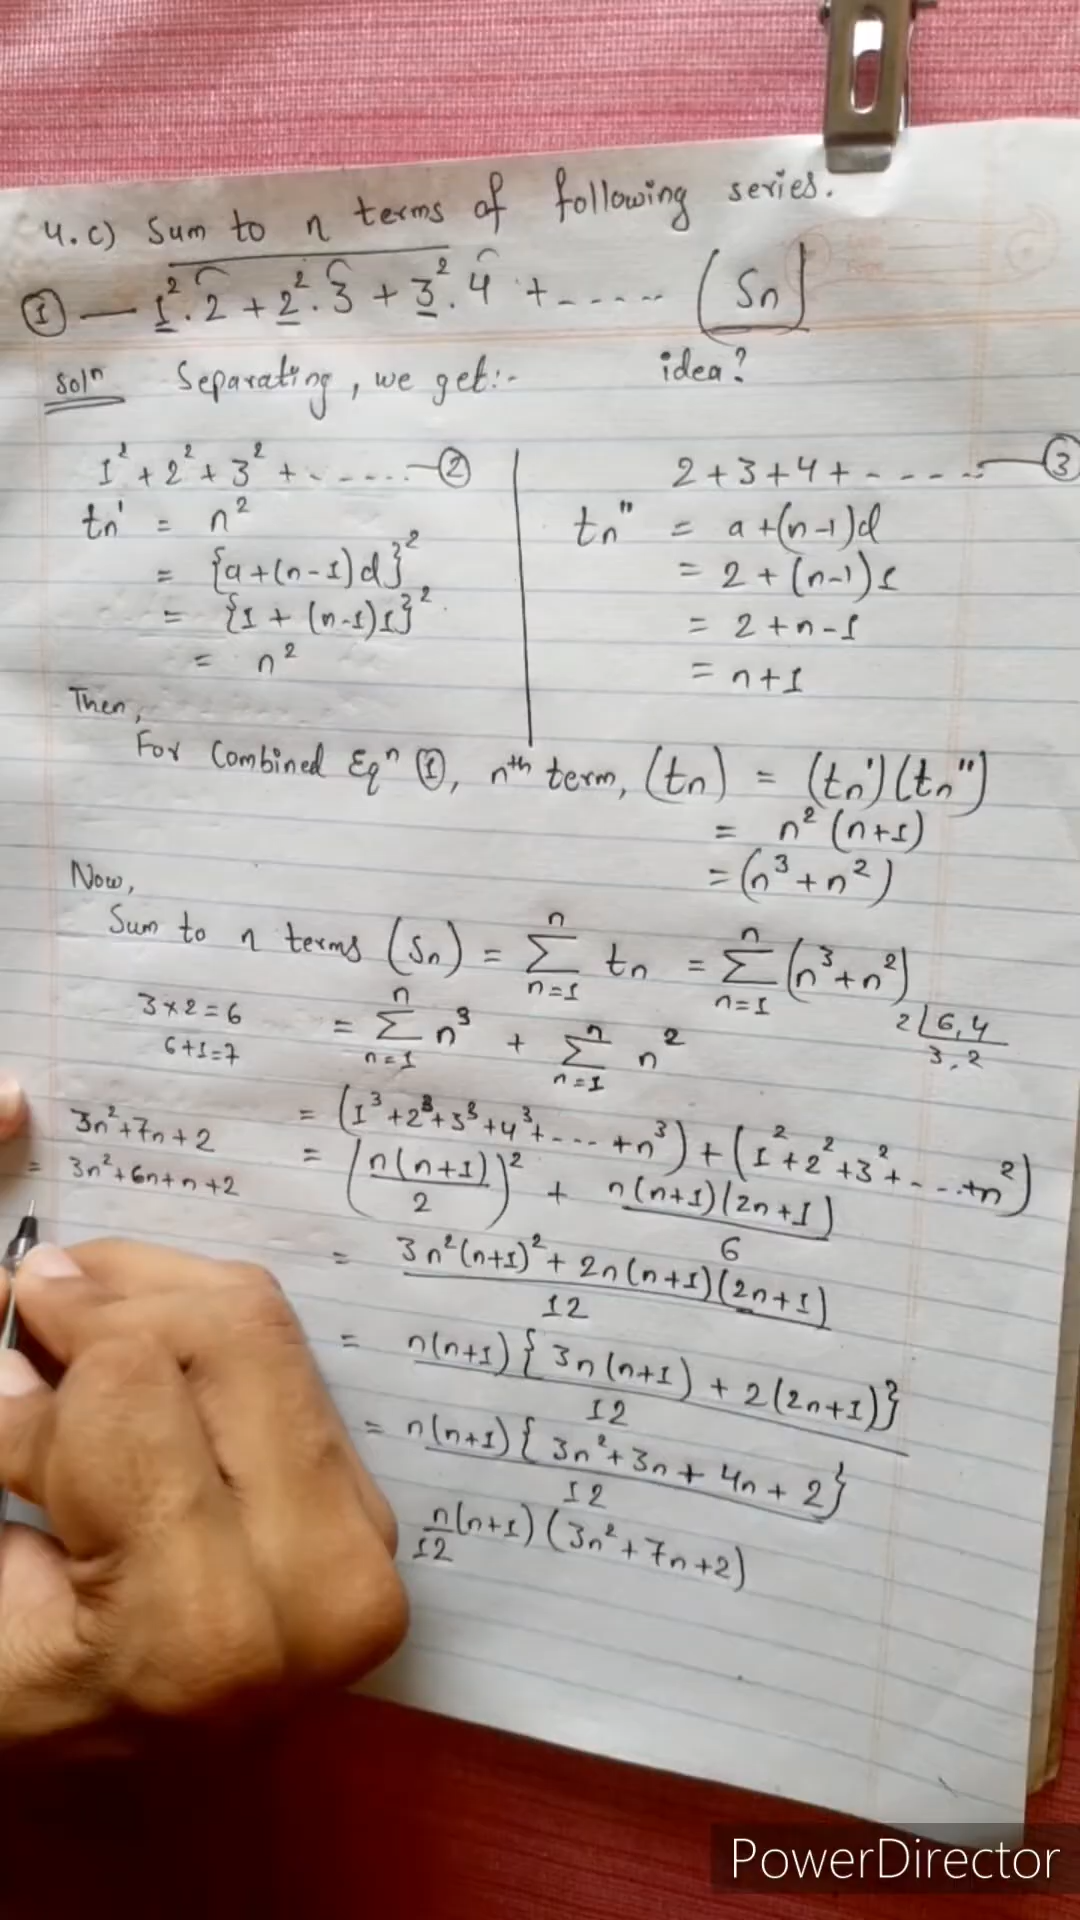 4.c) Sum to n terms of following series.
① — 1².2 + 2².3 + 3².4 + ----- (Sn)
Solⁿ Separating, we get:- idea?
1² + 2² + 3² + ------ —②
tn' = n²
= {a+(n-1)d}²
= {1 + (n-1)1}²
= n²
2+3+4+ ---- —③
tn" = a+(n-1)d
= 2 + (n-1)1
= 2+n-1
= n+1
Then,
For Combined Eqⁿ ①, nᵗʰ term, (tn) = (tn')(tn")
= n² (n+1)
= (n³ + n²)
Now,
Sum to n terms (Sn) = n∑n=1 tn = n∑n=1 (n³+n²)
3×2=6
6+1=7
= n∑n=1 n³ + n∑n=1 n²
2 | 6,4
3,2
= (1³+2³+3³+4³+---+n³) + (1²+2²+3²+---+n²)
3n²+7n+2
= 3n²+6n+n+2
= (n(n+1)/2)² + n(n+1)(2n+1)/6
= 3n²(n+1)² + 2n(n+1)(2n+1)/12
= n(n+1){3n(n+1) + 2(2n+1)}/12
= n(n+1){3n²+3n+4n+2}/12
n/12(n+1)(3n²+7n+2)
PowerDirector